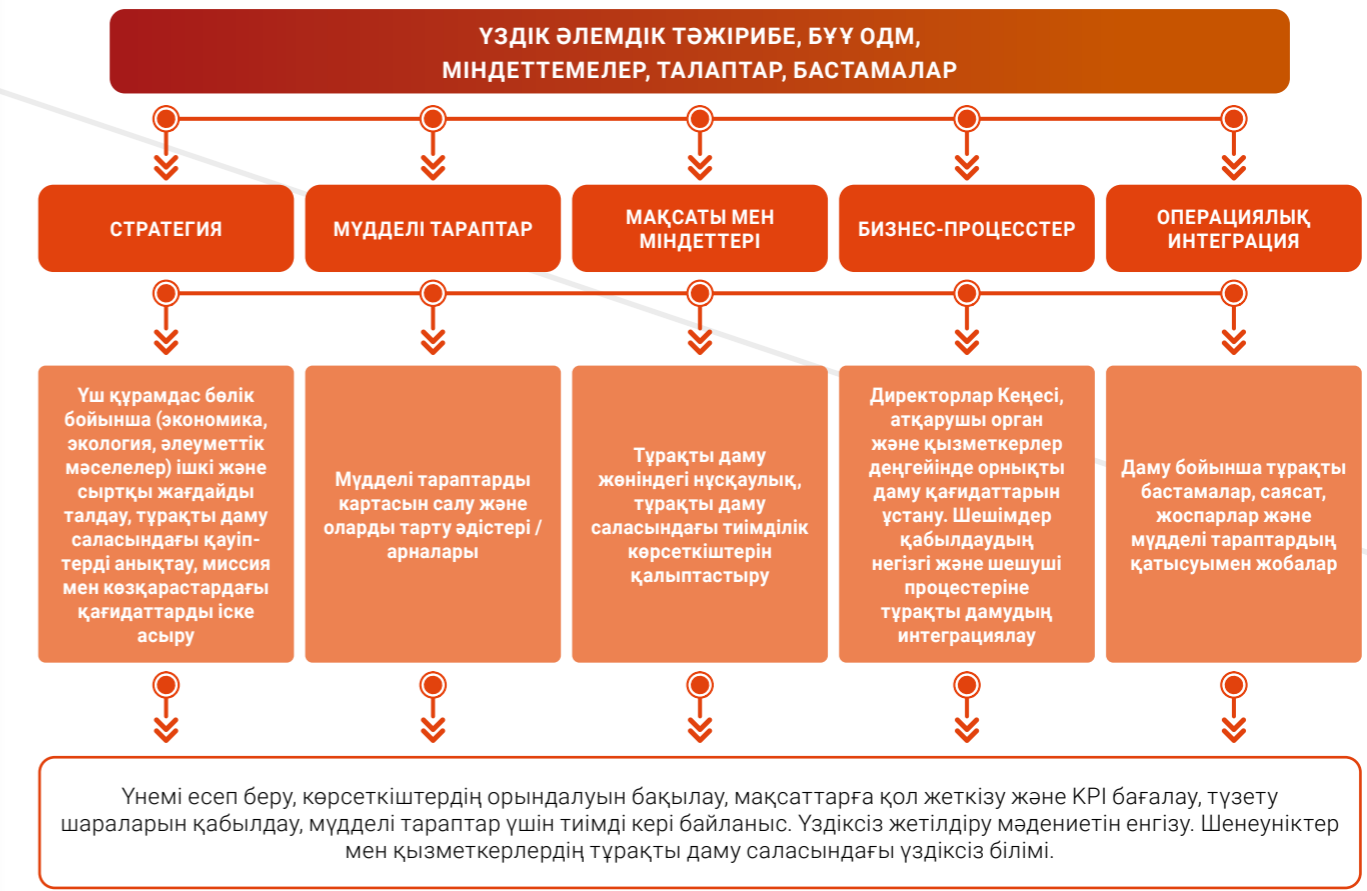 ҮЗДІК ӘЛЕМДІК ТӘЖІРИБЕ, БҰҰ ОДМ,
МІНДЕТТЕМЕЛЕР, ТАЛАПТАР, БАСТАМАЛАР
СТРАТЕГИЯ
МҮДДЕЛІ ТАРАПТАР
МАҚСАТЫ МЕН
МІНДЕТТЕРІ
БИЗНЕС-ПРОЦЕССТЕР
ОПЕРАЦИЯЛЫҚ
ИНТЕГРАЦИЯ
Үш құрамдас бөлік
бойынша (экономика,
экология, әлеуметтік
мәселелер) ішкі және
сыртқы жағдайды
талдау, тұрақты даму
саласындағы қауіп-
терді анықтау, миссия
мен көзқарастардағы
қағидаттарды іске
асыру
Мүдделі тараптарды
картасын салу және
оларды тарту әдістері /
арналары
Тұрақты даму
жөніндегі нұсқаулық,
тұрақты даму
саласындағы тиімділік
көрсеткіштерін
қалыптастыру
Директорлар Кеңесі,
атқарушы орган
және қызметкерлер
деңгейінде орнықты
даму қағидаттарын
ұстану. Шешімдер
қабылдаудың
негізгі және шешуші
процестеріне
тұрақты дамудың
интеграциялау
Даму бойынша тұрақты
бастамалар, саясат,
жоспарлар және
мүдделі тараптардың
қатысуымен жобалар
Үнемі есеп беру, көрсеткіштердің орындалуын бақылау, мақсаттарға қол жеткізу және KPI бағалау, түзету
шараларын қабылдау, мүдделі тараптар үшін тиімді кері байланыс. Үздіксіз жетілдіру мәдениетін енгізу. Шенеуніктер
мен қызметкерлердің тұрақты даму саласындағы үздіксіз білімі.